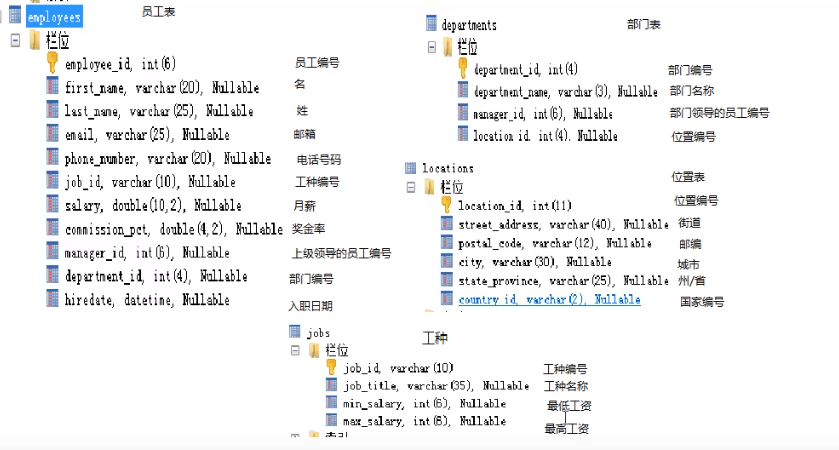 employees 员工表
栏位
employee_id, int(6) 员工编号
first_name, varchar(20), Nullable 名
last_name, varchar(25), Nullable 姓
email, varchar(25), Nullable 邮箱
phone_number, varchar(20), Nullable 电话号码
job_id, varchar(10), Nullable 工种编号
salary, double(10,2), Nullable 月薪
commission_pct, double(4,2), Nullable 奖金率
manager_id, int(6), Nullable 上级领导的员工编号
department_id, int(4), Nullable 部门编号
hiredate, datetime, Nullable 入职日期
departments 部门表
栏位
department_id, int(4) 部门编号
department_name, varchar(3), Nullable 部门名称
manager_id, int(6), Nullable 部门领导的员工编号
location_id, int(4), Nullable 位置编号
locations 位置表
栏位
location_id, int(11) 位置编号
street_address, varchar(40), Nullable 街道
postal_code, varchar(12), Nullable 邮编
city, varchar(30), Nullable 城市
state_province, varchar(25), Nullable 州/省
country_id, varchar(2), Nullable 国家编号
jobs 工种
栏位
job_id, varchar(10) 工种编号
job_title, varchar(35), Nullable 工种名称
min_salary, int(6), Nullable 最低工资
max_salary, int(6), Nullable 最高工资